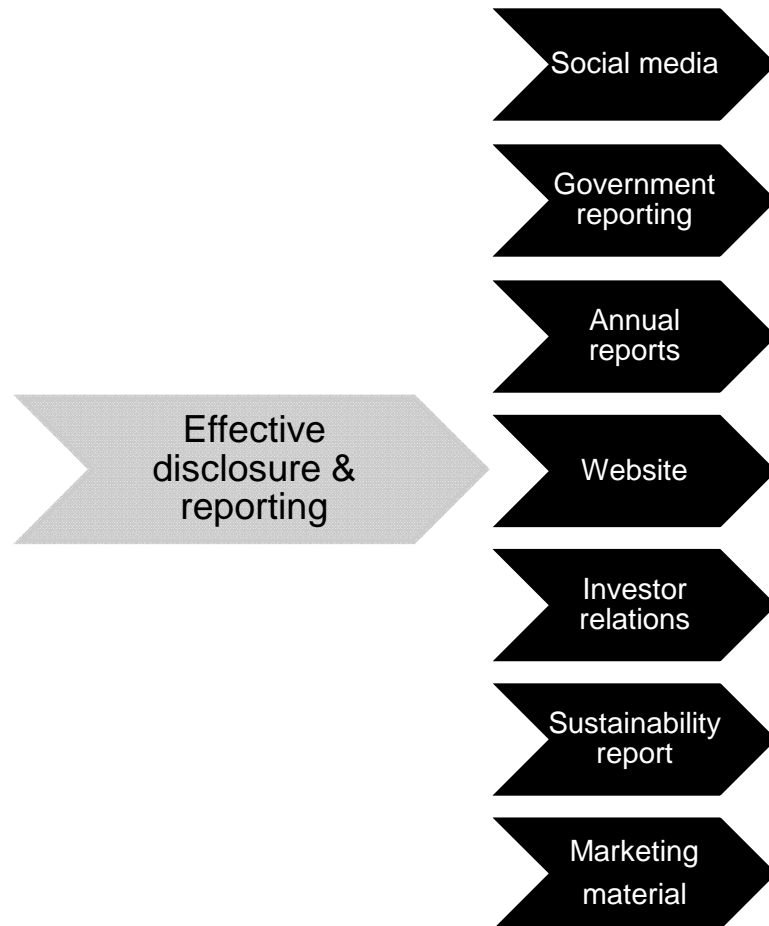 Social media
Government
reporting
Annual
reports
Effective
disclosure &
reporting
Website
Investor
relations
Sustainability
report
Marketing
material